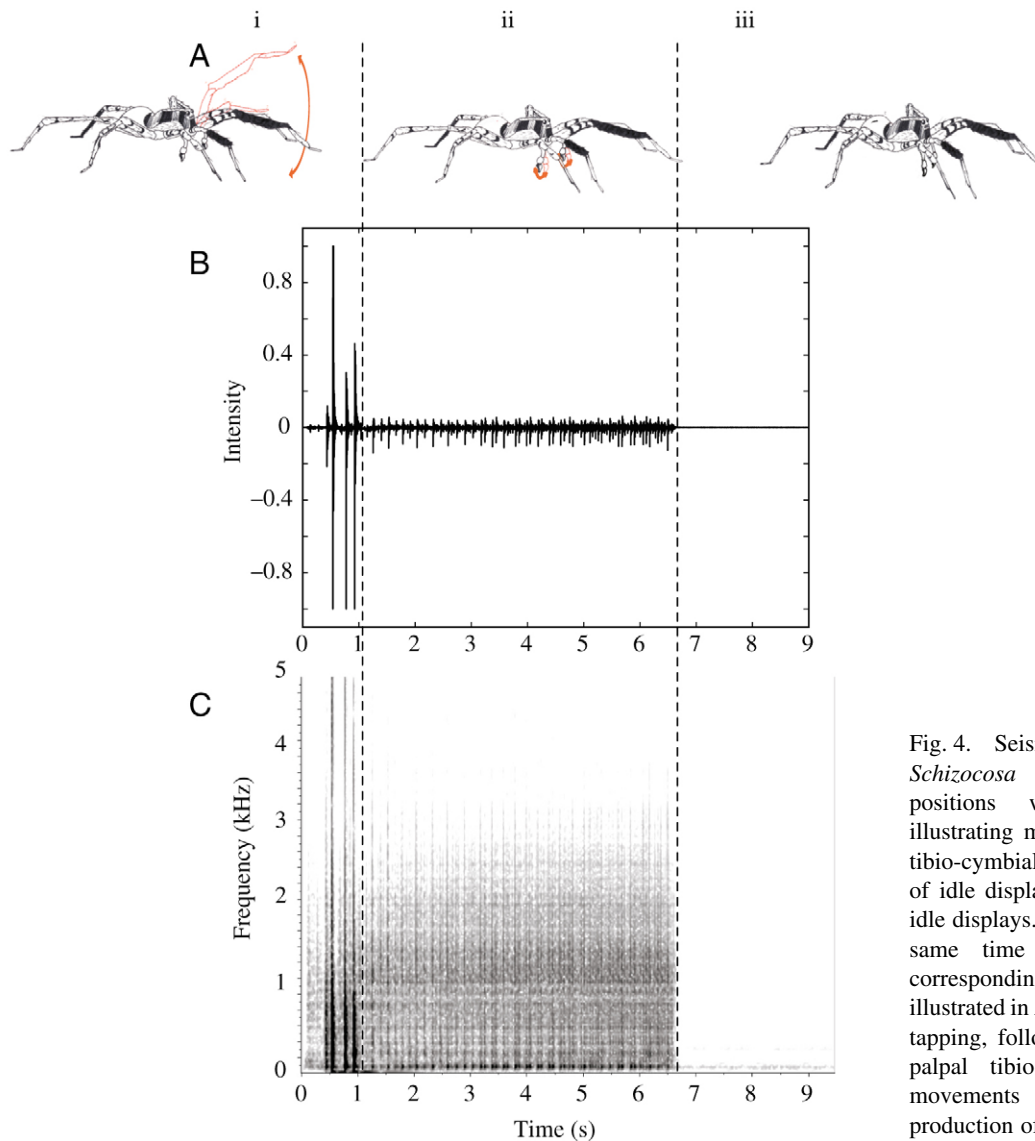 i ii iii
A
B
0.8
0.4
0
−0.4
−0.8
Intensity
0 1 2 3 4 5 6 7 8 9
C
5
4
3
2
1
0
Frequency (kHz)
0 1 2 3 4 5 6 7 8 9
Time (s)
Fig. 4. Seis
Schizocosa
positions w
illustrating m
tibio-cymbial
of idle displa
idle displays.
same time
correspondin
illustrated in
tapping, follo
palpal tibio
movements
production o